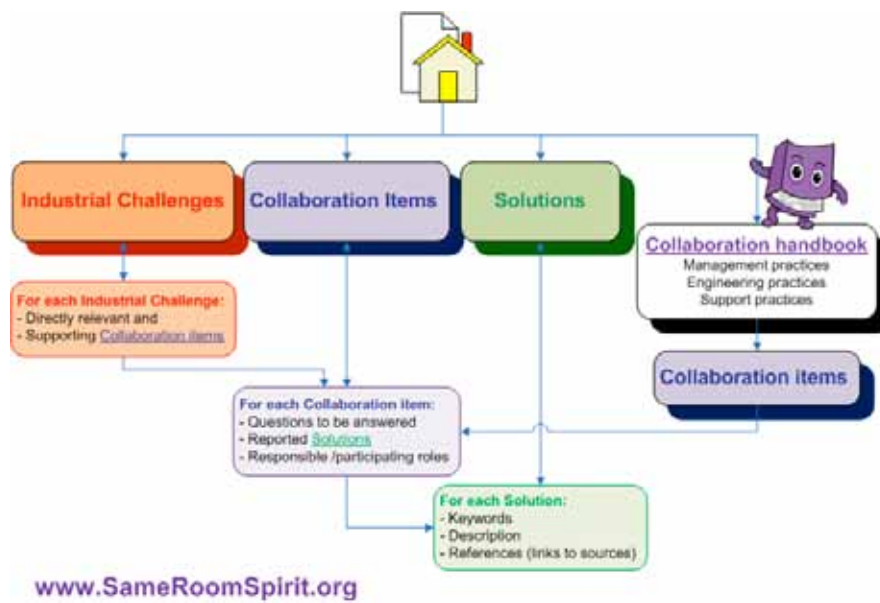 Industrial Challenges
Collaboration Items
Solutions
Collaboration handbook
Management practices
Engineering practices
Support practices
For each Industrial Challenge:
- Directly relevant and
- Supporting Collaboration items
Collaboration items
For each Collaboration item:
- Questions to be answered
- Reported Solutions
- Responsible /participating roles
For each Solution:
- Keywords
- Description
- References (links to sources)
www.SameRoomSpirit.org